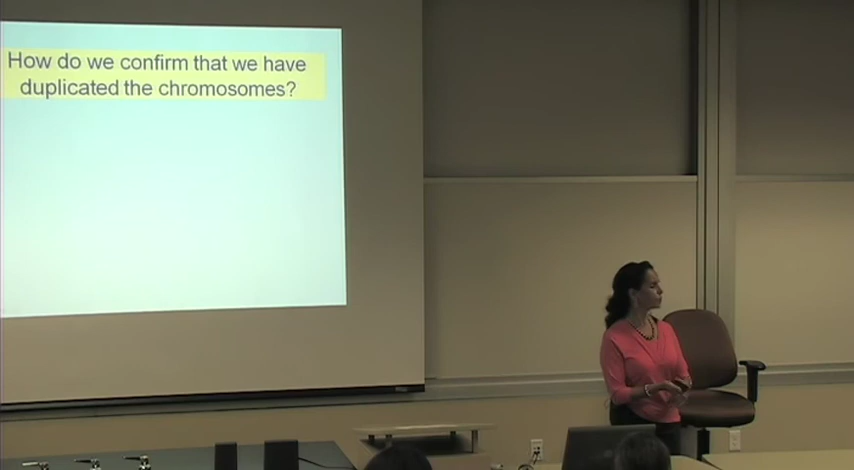 How do we confirm that we have
duplicated the chromosomes?